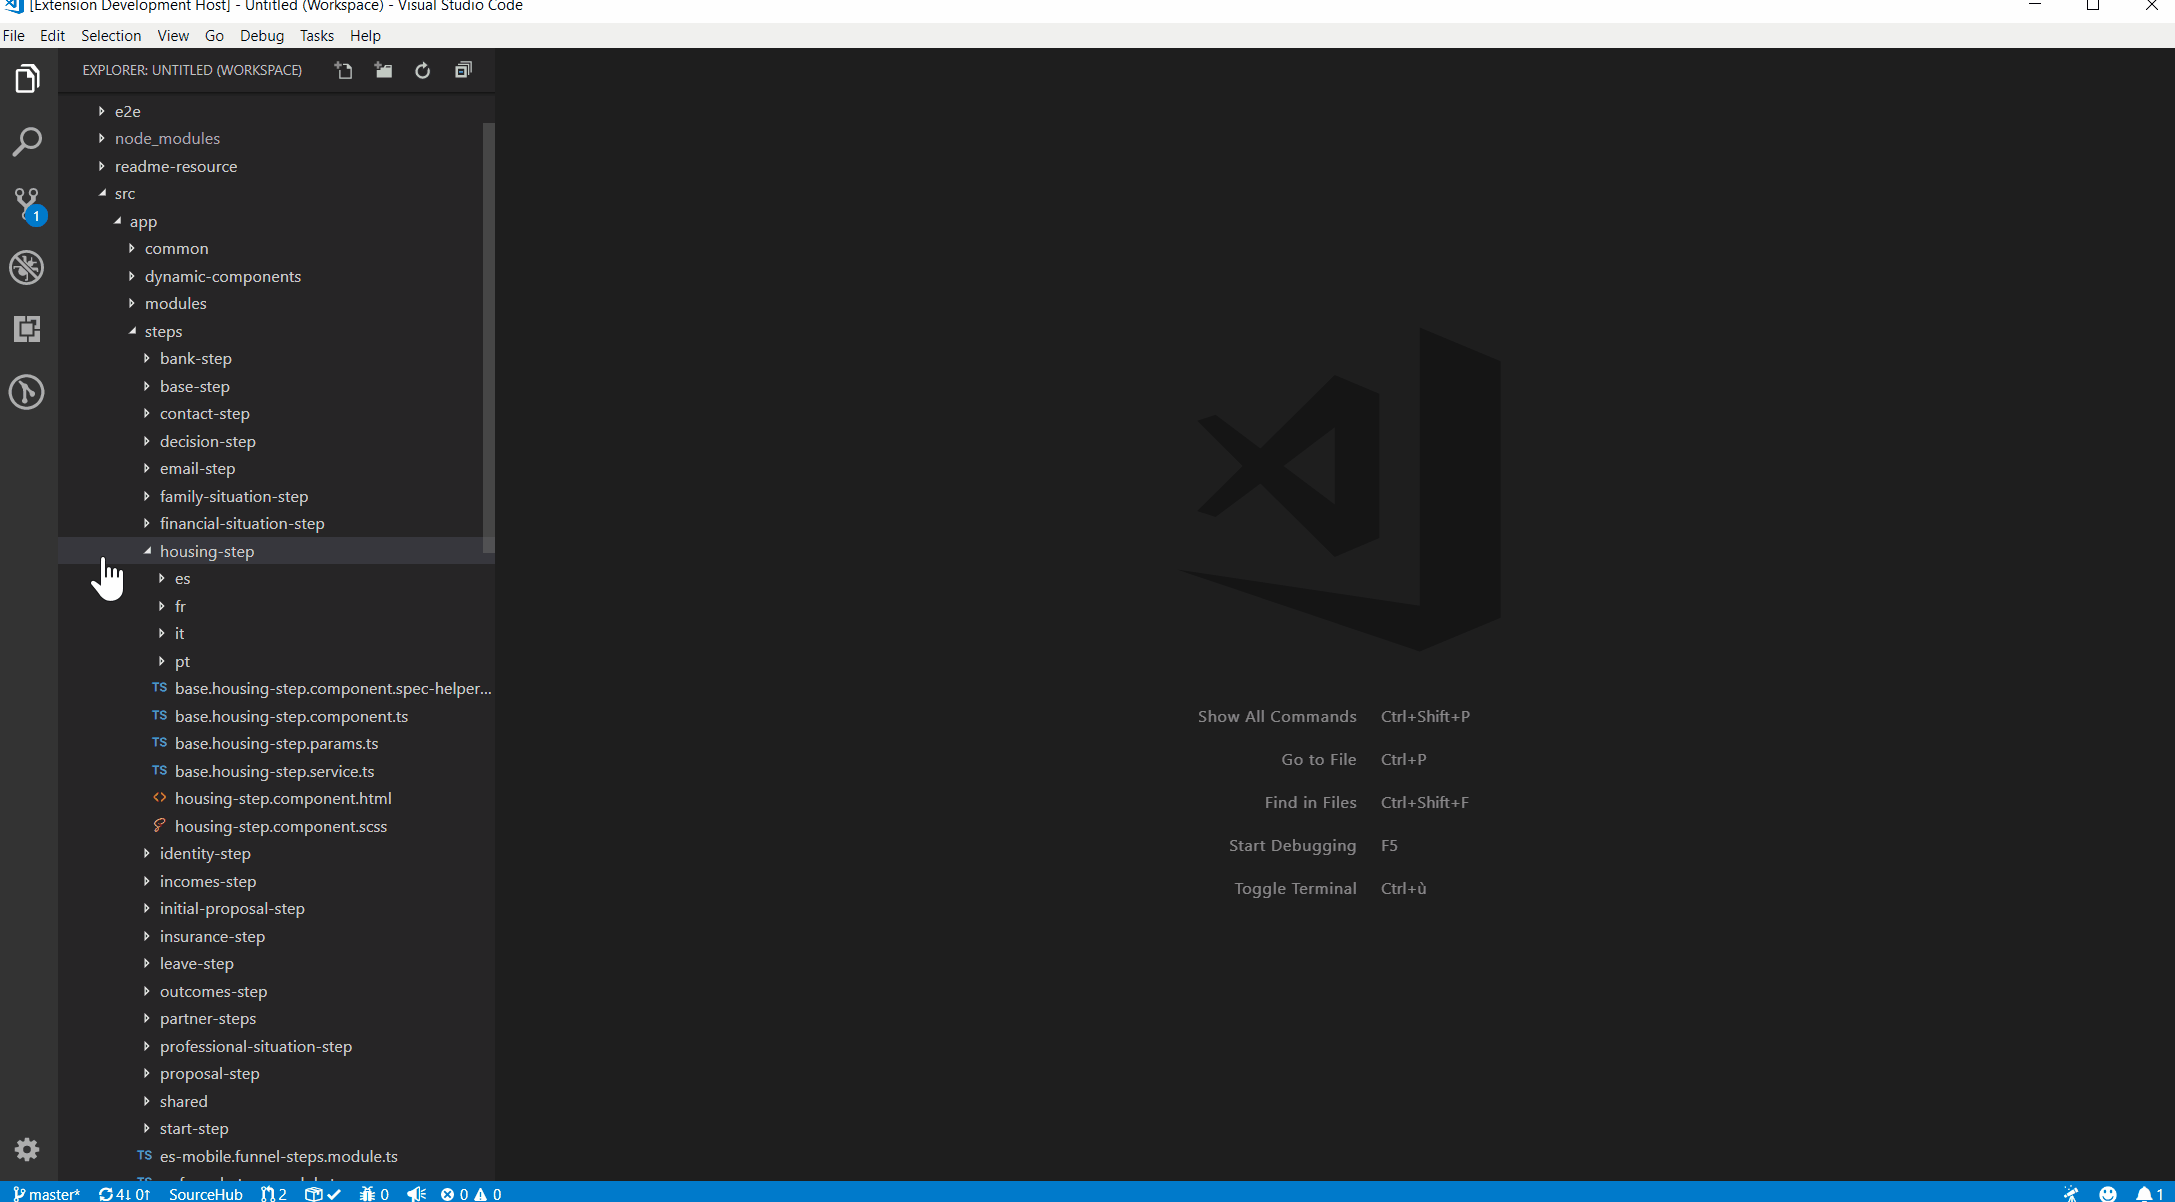 [Extension Development Host] - Untitled (Workspace) - Visual Studio Code
File Edit Selection View Go Debug Tasks Help
EXPLORER: UNTITLED (WORKSPACE)
e2e
node_modules
readme-resource
src
1
app
common
dynamic-components
modules
steps
bank-step
base-step
contact-step
decision-step
email-step
family-situation-step
financial-situation-step
housing-step
es
fr
it
pt
TS base.housing-step.component.spec-helper...
TS base.housing-step.component.ts
TS base.housing-step.params.ts
TS base.housing-step.service.ts
<> housing-step.component.html
housing-step.component.scss
identity-step
incomes-step
initial-proposal-step
insurance-step
leave-step
outcomes-step
partner-steps
professional-situation-step
proposal-step
shared
start-step
TS es-mobile.funnel-steps.module.ts
Show All Commands Ctrl+Shift+P
Go to File Ctrl+P
Find in Files Ctrl+Shift+F
Start Debugging F5
Toggle Terminal Ctrl+ù
master* 4↓ 0↑ SourceHub 2 0 0 0 1